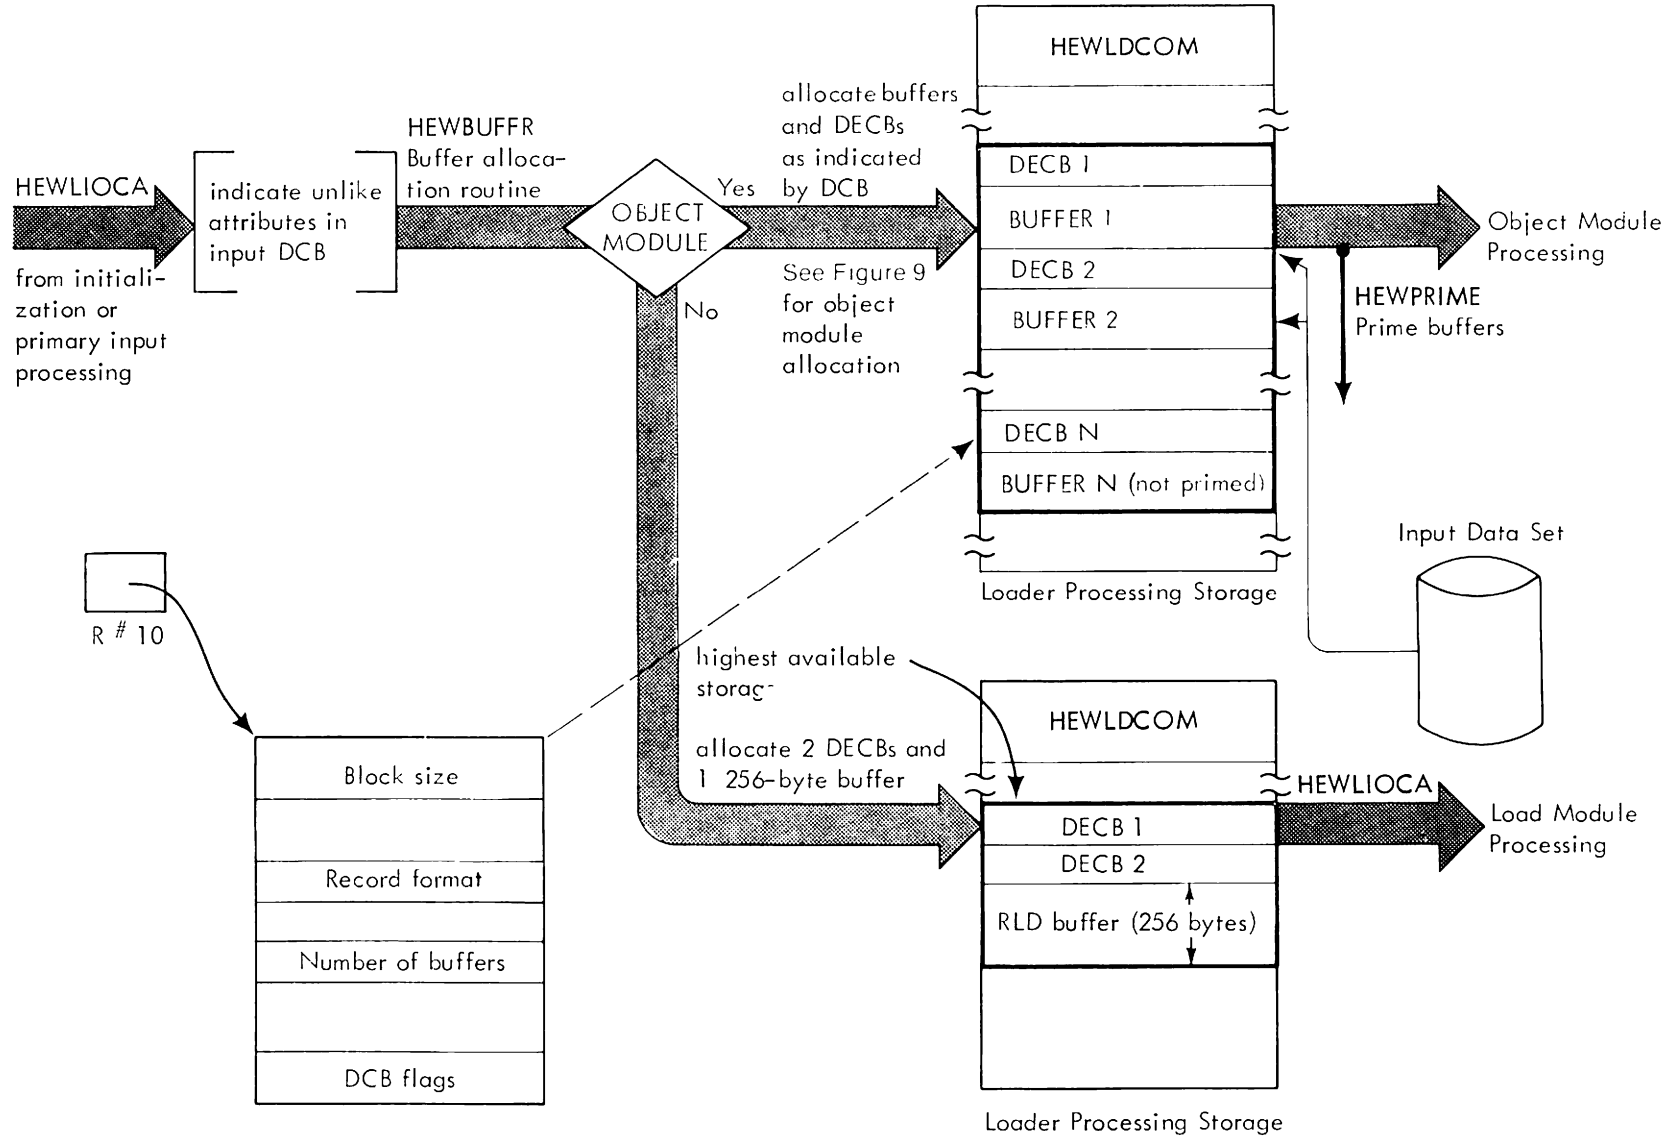 HEWLIOCA
from initiali-
zation or
primary input
processing
indicate unlike
attributes in
input DCB
HEWBUFFR
Buffer alloca-
tion routine
OBJECT
MODULE
Yes
No
allocate buffers
and DECBs
as indicated
by DCB
See Figure 9
for object
module
allocation
HEWLDCOM
DECB 1
BUFFER 1
DECB 2
BUFFER 2
DECB N
BUFFER N (not primed)
Loader Processing Storage
Object Module
Processing
HEWPRIME
Prime buffers
Input Data Set
R # 10
Block size
Record format
Number of buffers
DCB flags
highest available
allocate 2 DECBs and
1 256-byte buffer
HEWLDCOM
DECB 1
DECB 2
RLD buffer (256 bytes)
Loader Processing Storage
HEWLIOCA
Load Module
Processing